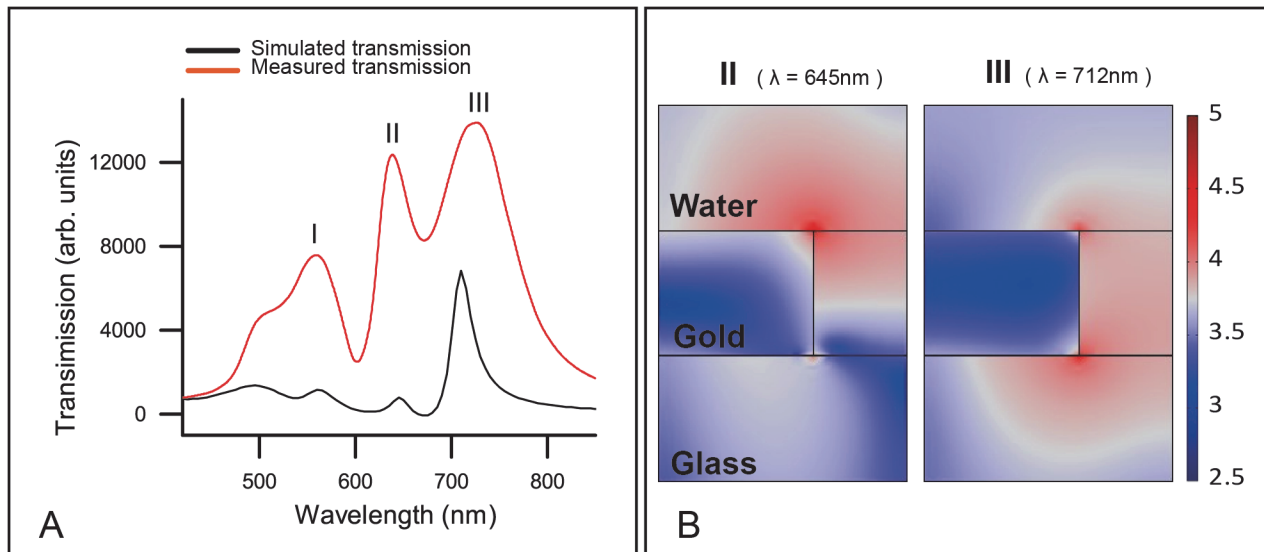 Simulated transmission
Measured transmission
Transimission (arb. units)
12000
8000
4000
0
I
II
III
500 600 700 800
Wavelength (nm)
A
II ( λ = 645nm )
III ( λ = 712nm )
Water
Gold
Glass
5
4.5
4
3.5
3
2.5
B